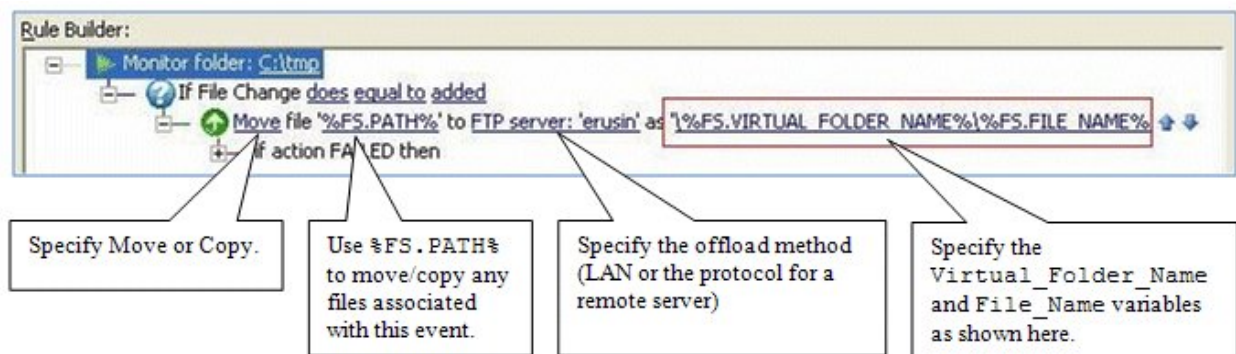 Rule Builder:
Monitor folder: C:\tmp
If File Change does equal to added
Move file '%FS.PATH%' to FTP server: 'erusin' as '\%FS.VIRTUAL_FOLDER_NAME%\%FS.FILE_NAME%
If action FAILED then
Specify Move or Copy.
Use %FS.PATH%
to move/copy any
files associated
with this event.
Specify the offload method
(LAN or the protocol for a
remote server)
Specify the
Virtual_Folder_Name
and File_Name variables
as shown here.